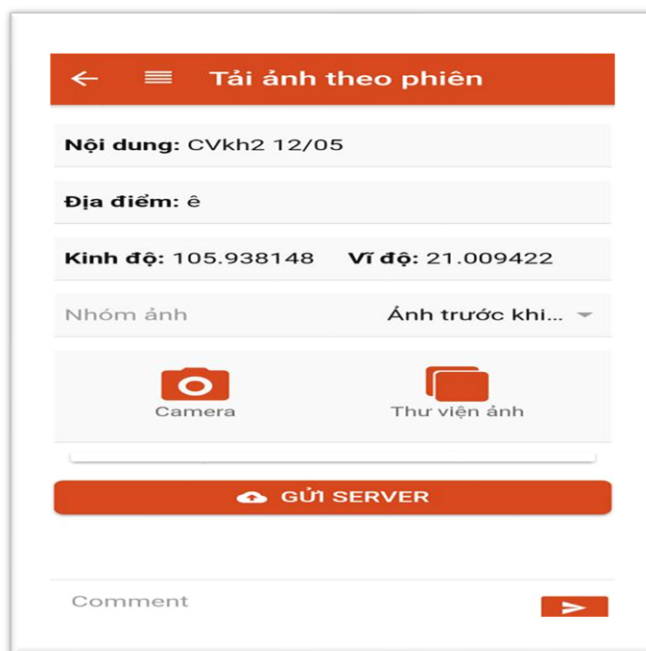 Tải ảnh theo phiên
Nội dung: CVkh2 12/05
Địa điểm: ê
Kinh độ: 105.938148 Vĩ độ: 21.009422
Nhóm ảnh Ảnh trước khi...
Camera Thư viện ảnh
GỬI SERVER
Comment